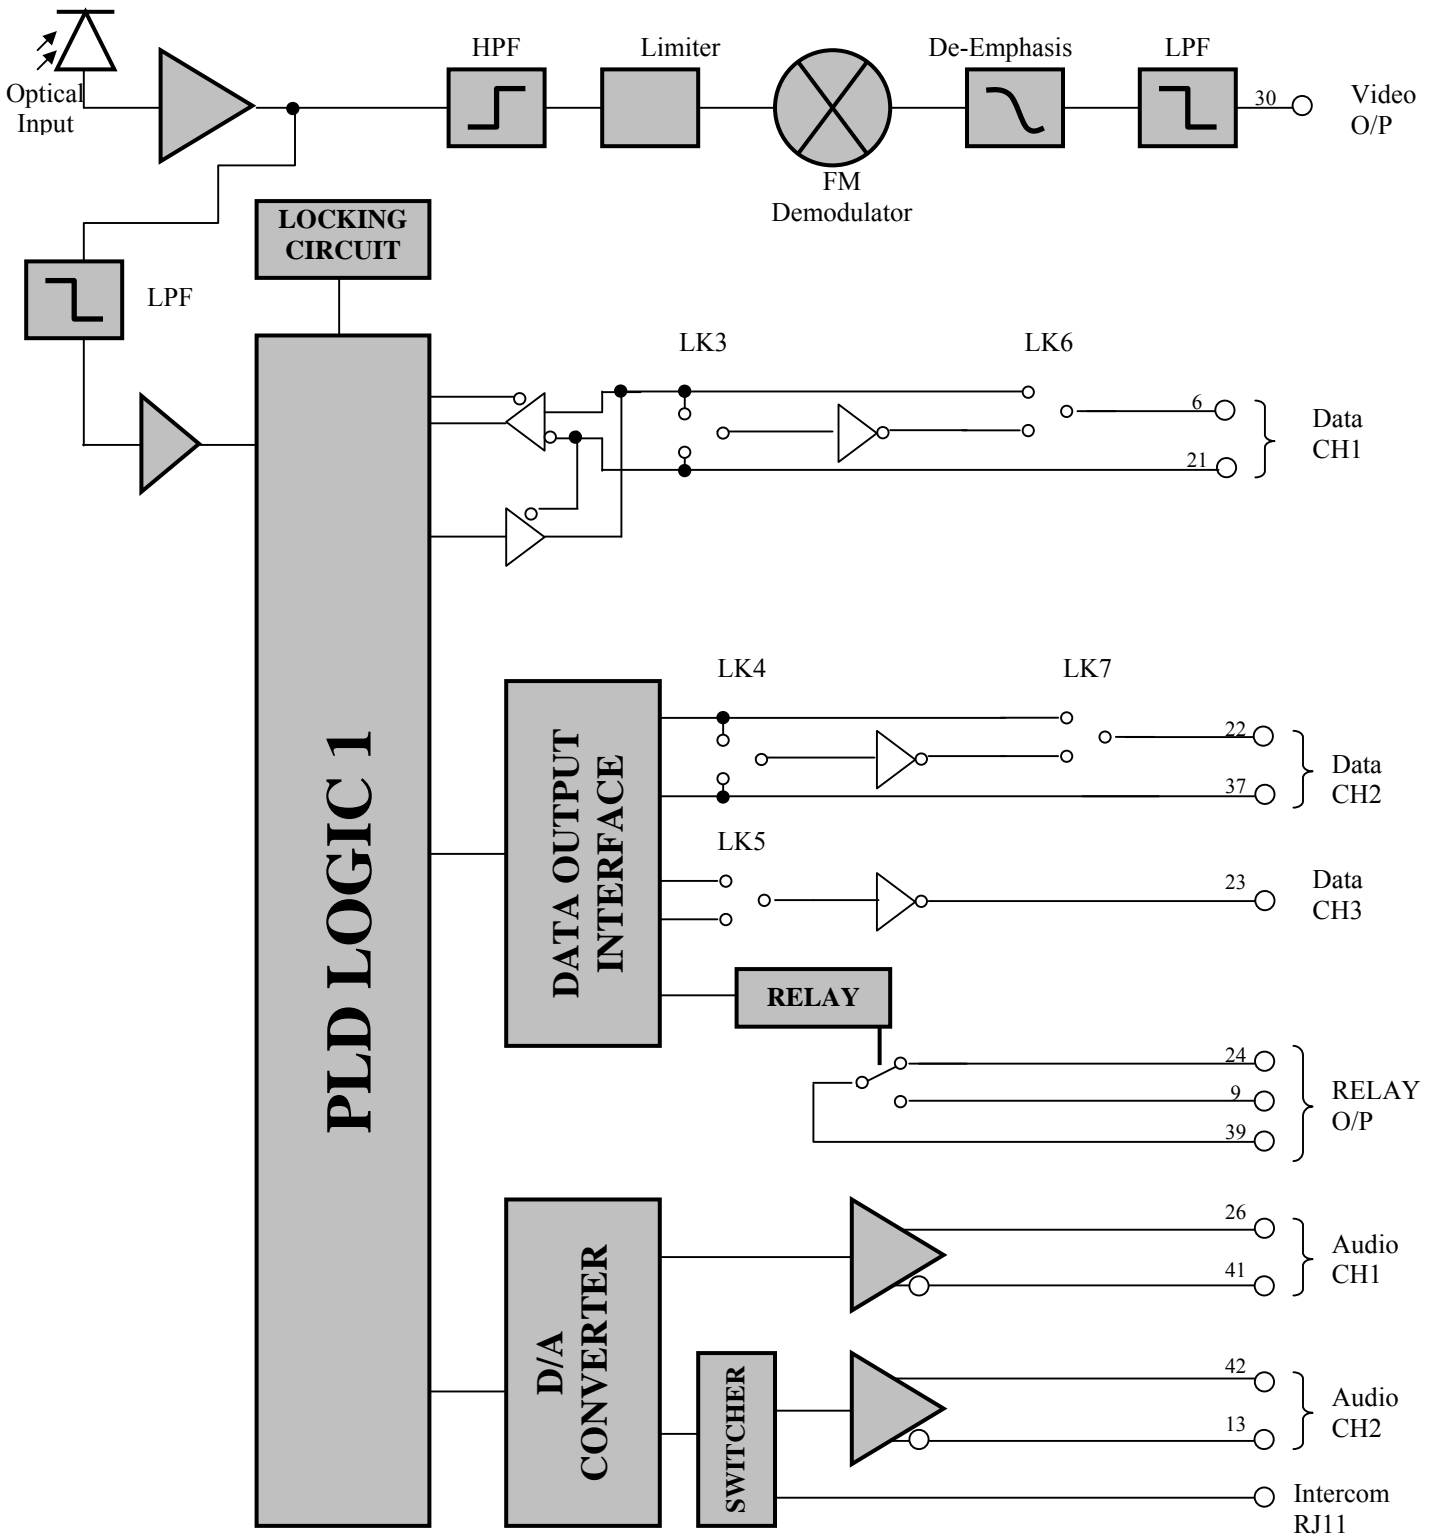 HPF
Limiter
De-Emphasis
LPF
Optical
Input
30
Video
O/P
FM
Demodulator
LOCKING
CIRCUIT
LPF
LK3
LK6
6
21
Data
CH1
LK4
LK7
22
37
Data
CH2
LK5
23
Data
CH3
PLD LOGIC 1
DATA OUTPUT
INTERFACE
RELAY
24
9
39
RELAY
O/P
D/A
CONVERTER
26
41
Audio
CH1
SWITCHER
42
13
Audio
CH2
Intercom
RJ11